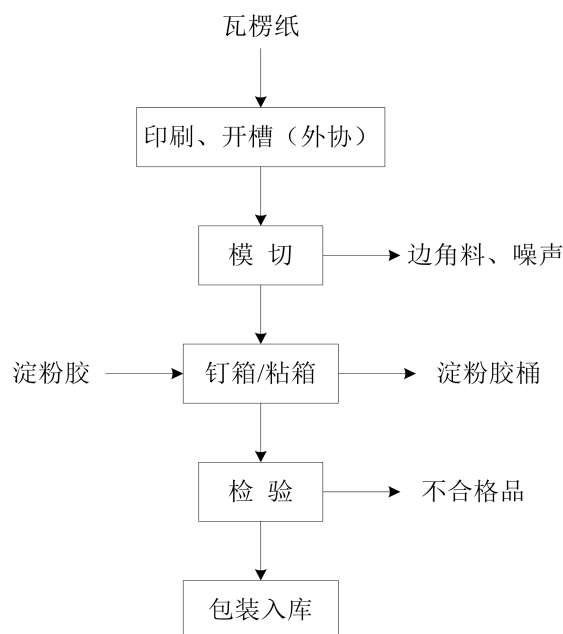 瓦楞纸
印刷、开槽（外协）
模 切
边角料、噪声
淀粉胶
钉箱/粘箱
淀粉胶桶
检 验
不合格品
包装入库